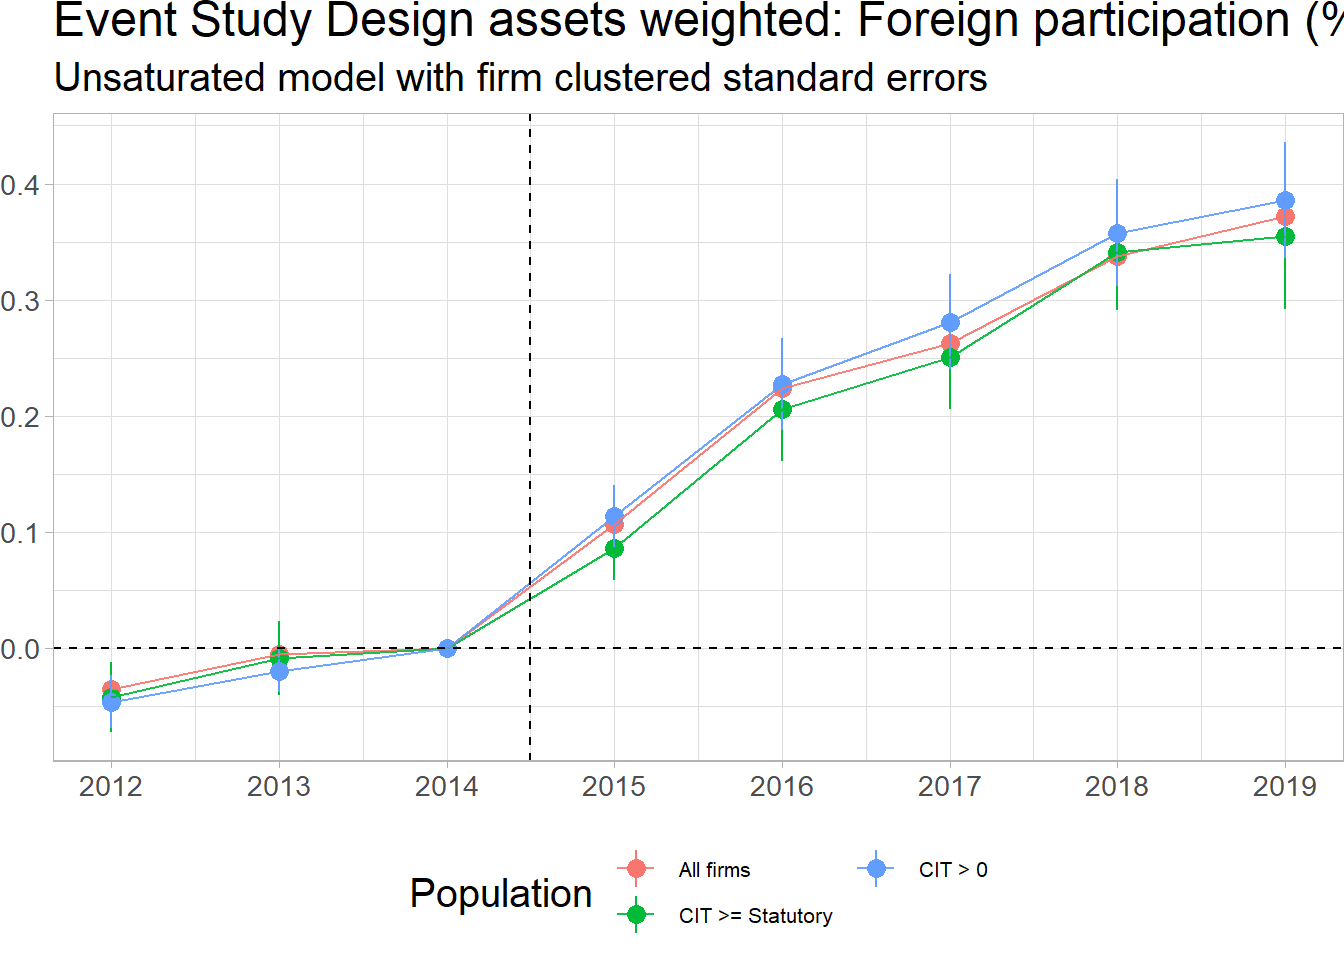 Event Study Design assets weighted: Foreign participation (%
Unsaturated model with firm clustered standard errors
0.4
0.3
0.2
0.1
0.0
2012 2013 2014 2015 2016 2017 2018 2019
Population
All firms
CIT >= Statutory
CIT > 0